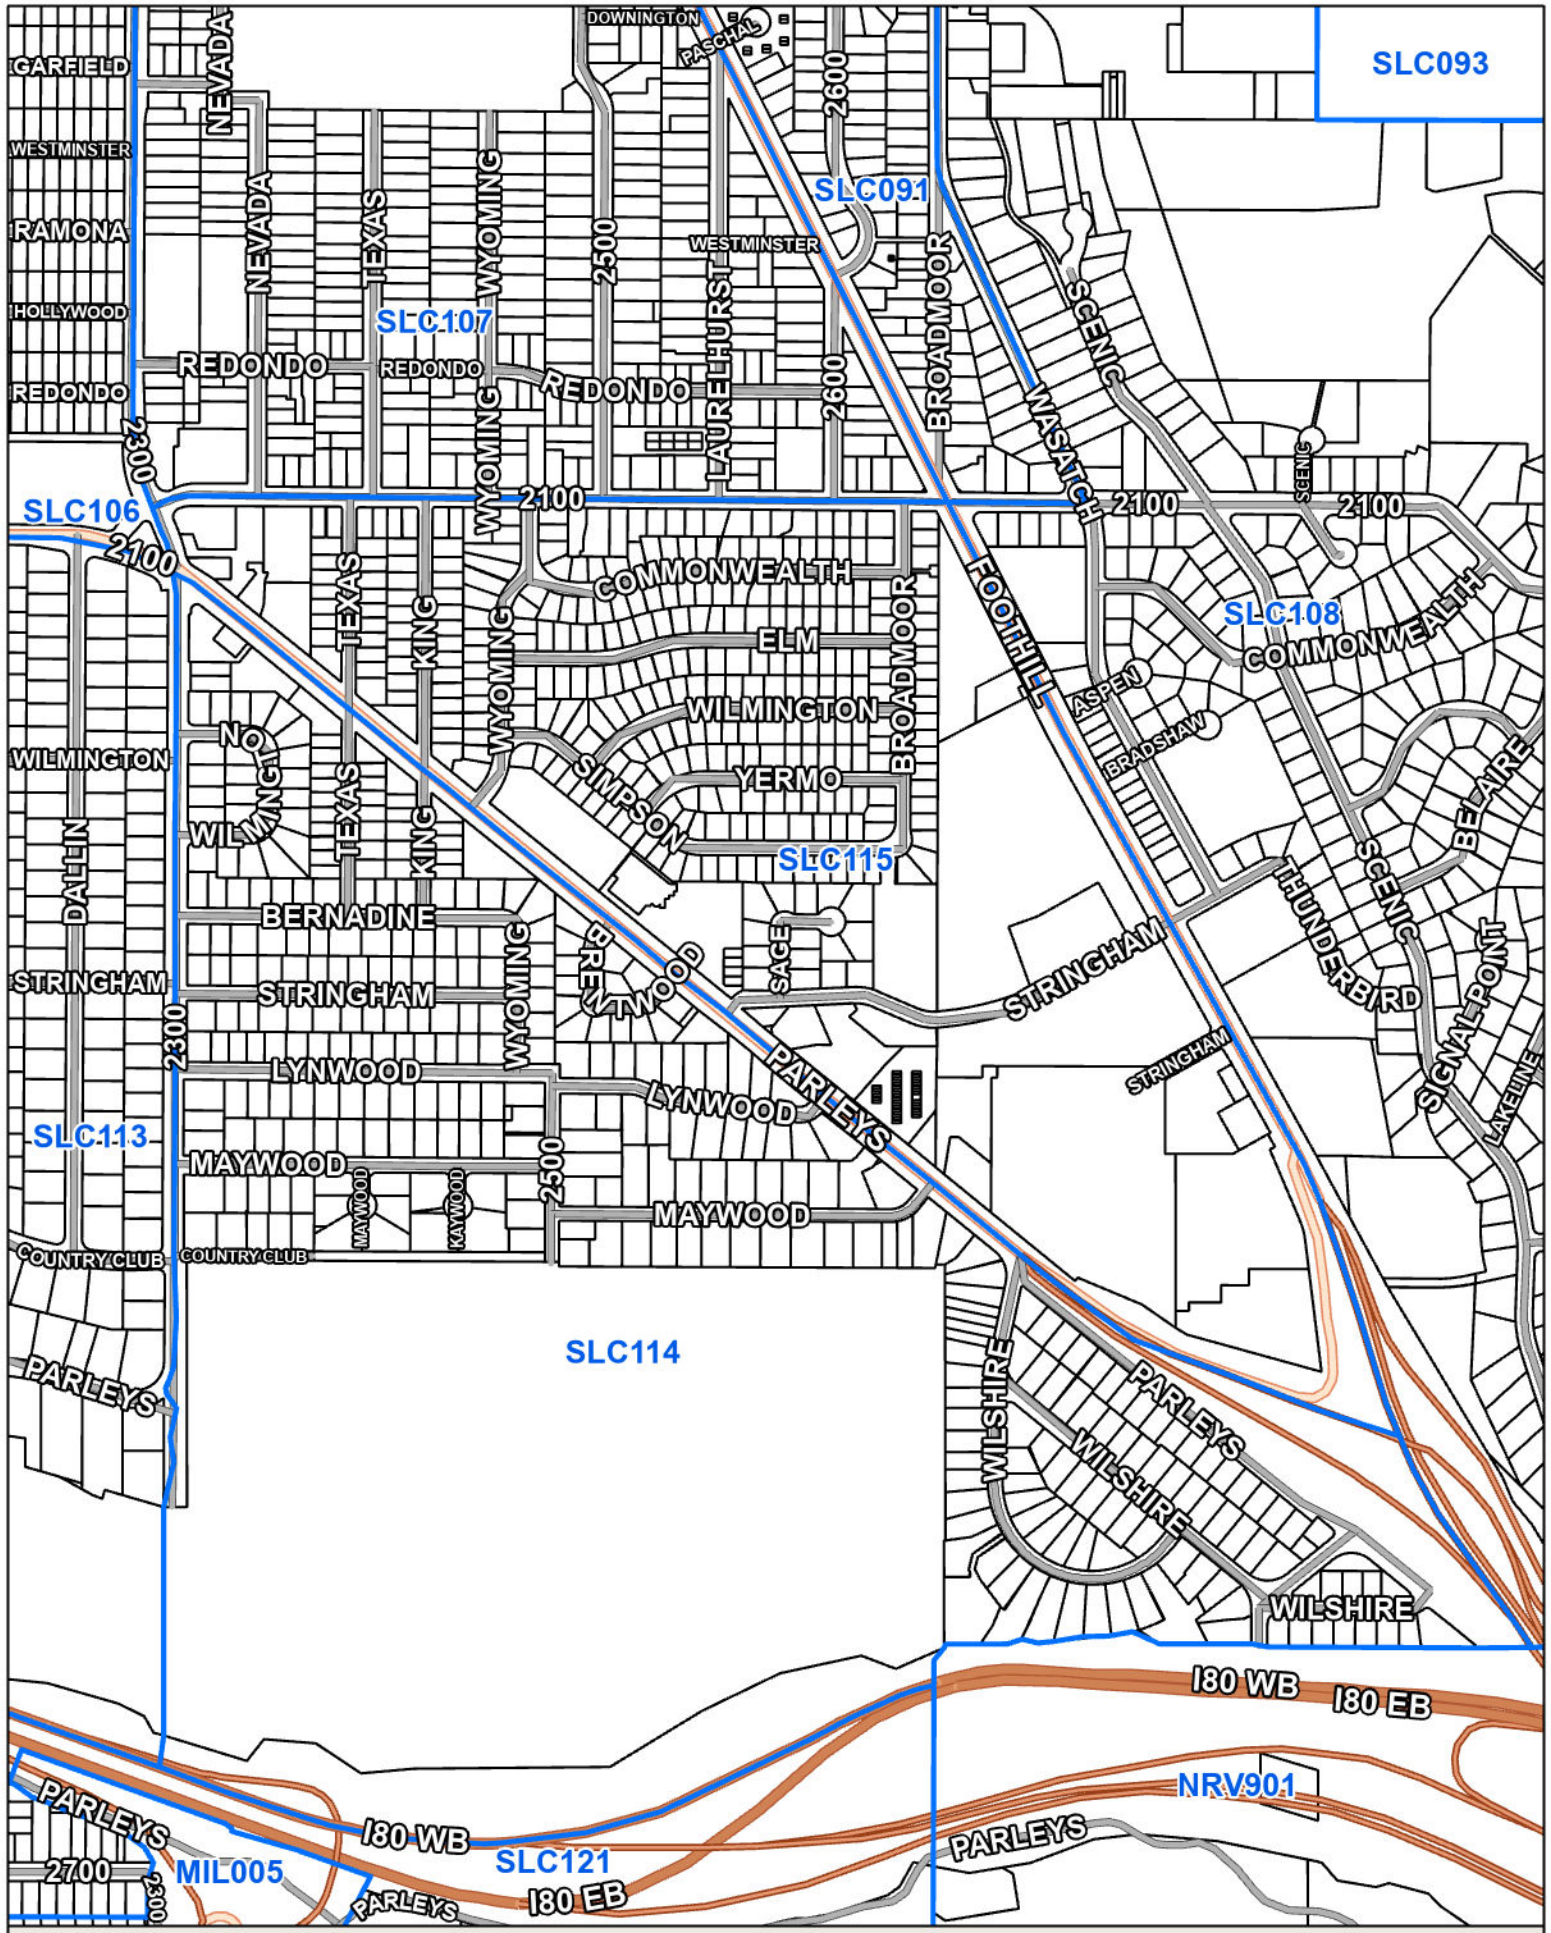 DOWNINGTON
PASCHAL
NEVADA
GARFIELD
SLC093
2600
WESTMINSTER
SLC091
NEVADA
TEXAS
WYOMING
2500
RAMONA
WESTMINSTER
LAURELHURST
BROADMOOR
SCENIC
HOLLYWOOD
SLC107
REDONDO
REDONDO
REDONDO
REDONDO
2600
WYOMING
WASATCH
2300
SCENIC
SLC106
2100
2100
2100
2100
TEXAS
KING
COMMONWEALTH
FOOTHILL
SLC108
COMMONWEALTH
WYOMING
ELM
BROADMOOR
ASPEN
WILMINGTON
BRADSHAW
WILMINGTON
NO
WILMINGT
SIMPSON
YERMO
BELAIRE
TEXAS
KING
DALLIN
SLC115
SCENIC
THUNDERBIRD
BERNADINE
WYOMING
BRENTWOOD
SAGE
STRINGHAM
SIGNAL POINT
STRINGHAM
STRINGHAM
2300
LYNWOOD
LYNWOOD
PARLEYS
STRINGHAM
LAKELINE
SLC113
MAYWOOD
MAYWOOD
KAYWOOD
2500
MAYWOOD
COUNTRY CLUB
COUNTRY CLUB
SLC114
PARLEYS
WILSHIRE
PARLEYS
WILSHIRE
WILSHIRE
I80 WB
I80 EB
NRV901
PARLEYS
I80 WB
PARLEYS
SLC121
2700
MIL005
2300
PARLEYS
I80 EB